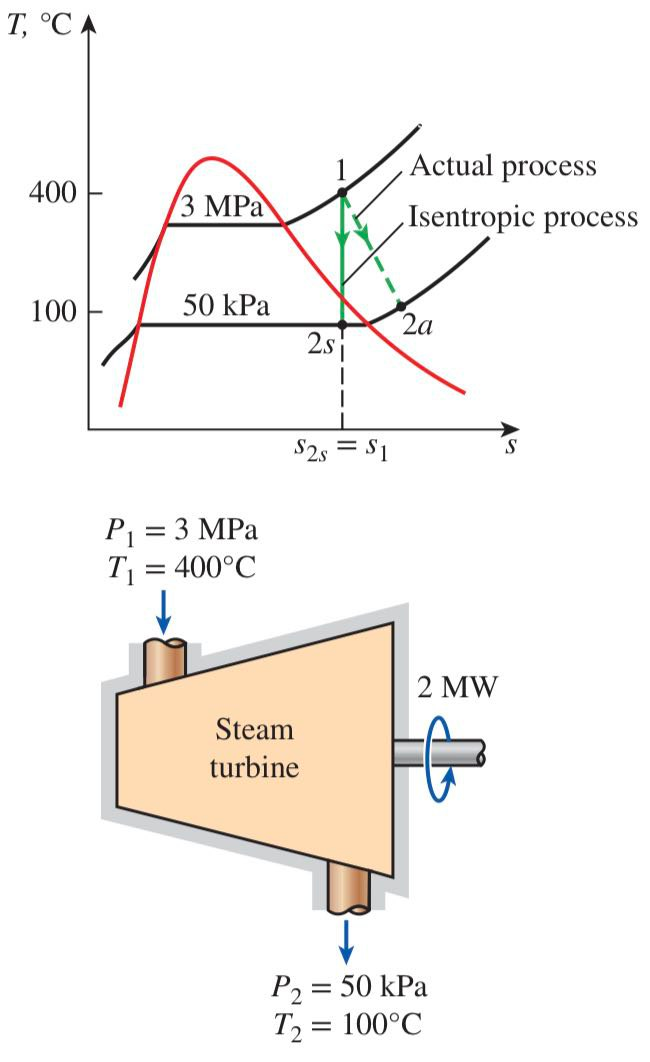 T, °C
1
Actual process
400
3 MPa
Isentropic process
100
50 kPa
2s
2a
s₂ₛ = s₁
s
P₁ = 3 MPa
T₁ = 400°C
2 MW
Steam
turbine
P₂ = 50 kPa
T₂ = 100°C